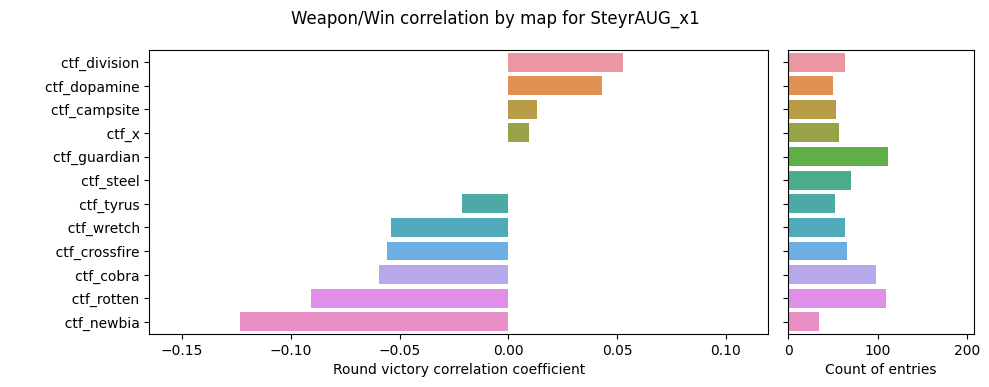 Weapon/Win correlation by map for SteyrAUG_x1
ctf_division
ctf_dopamine
ctf_campsite
ctf_x
ctf_guardian
ctf_steel
ctf_tyrus
ctf_wretch
ctf_crossfire
ctf_cobra
ctf_rotten
ctf_newbia
−0.15 −0.10 −0.05 0.00 0.05 0.10
Round victory correlation coefficient
0 100 200
Count of entries